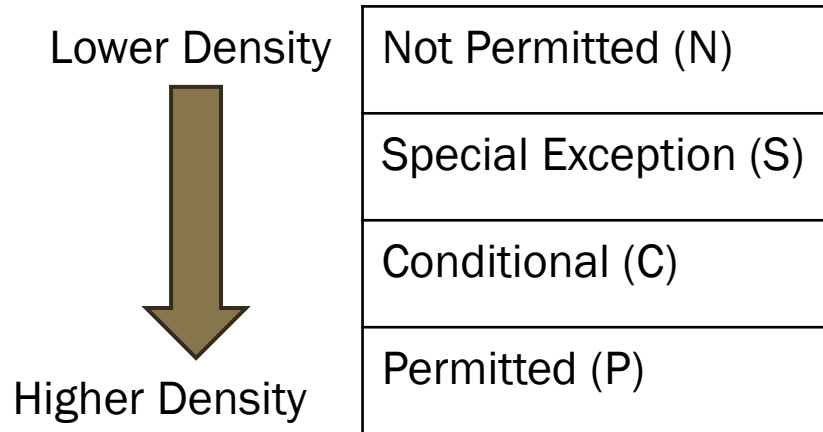 Lower Density
Not Permitted (N)
Special Exception (S)
Conditional (C)
Permitted (P)
Higher Density